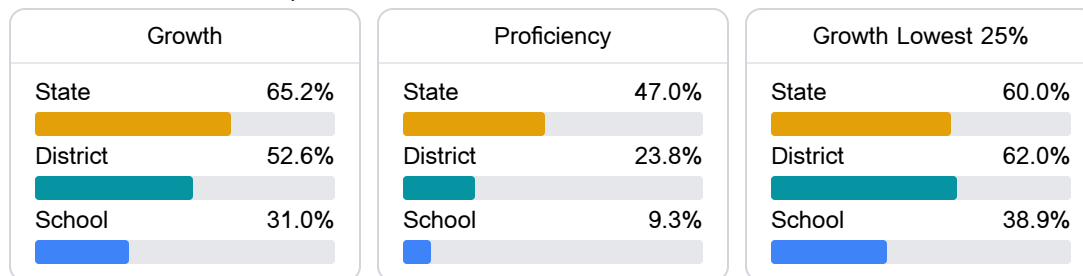 Growth
State 65.2%
District 52.6%
School 31.0%
Proficiency
State 47.0%
District 23.8%
School 9.3%
Growth Lowest 25%
State 60.0%
District 62.0%
School 38.9%